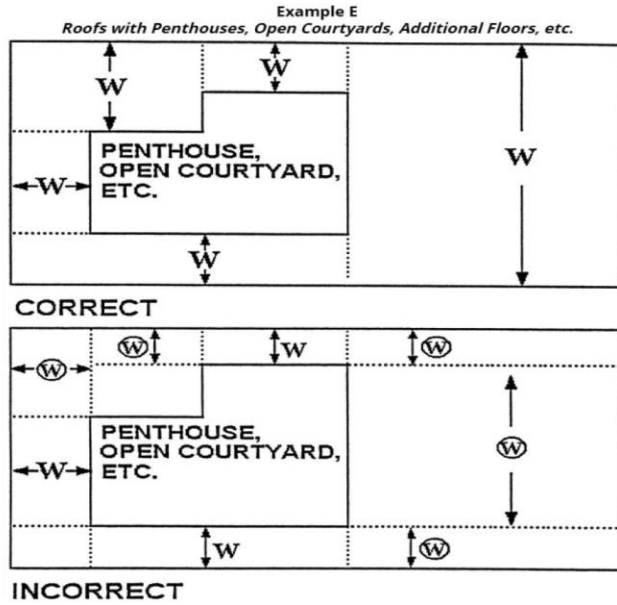 Example E
Roofs with Penthouses, Open Courtyards, Additional Floors, etc.
W
W
W
PENTHOUSE,
OPEN COURTYARD,
ETC.
W
W
CORRECT
W
W
W
W
PENTHOUSE,
OPEN COURTYARD,
ETC.
W
W
W
W
INCORRECT